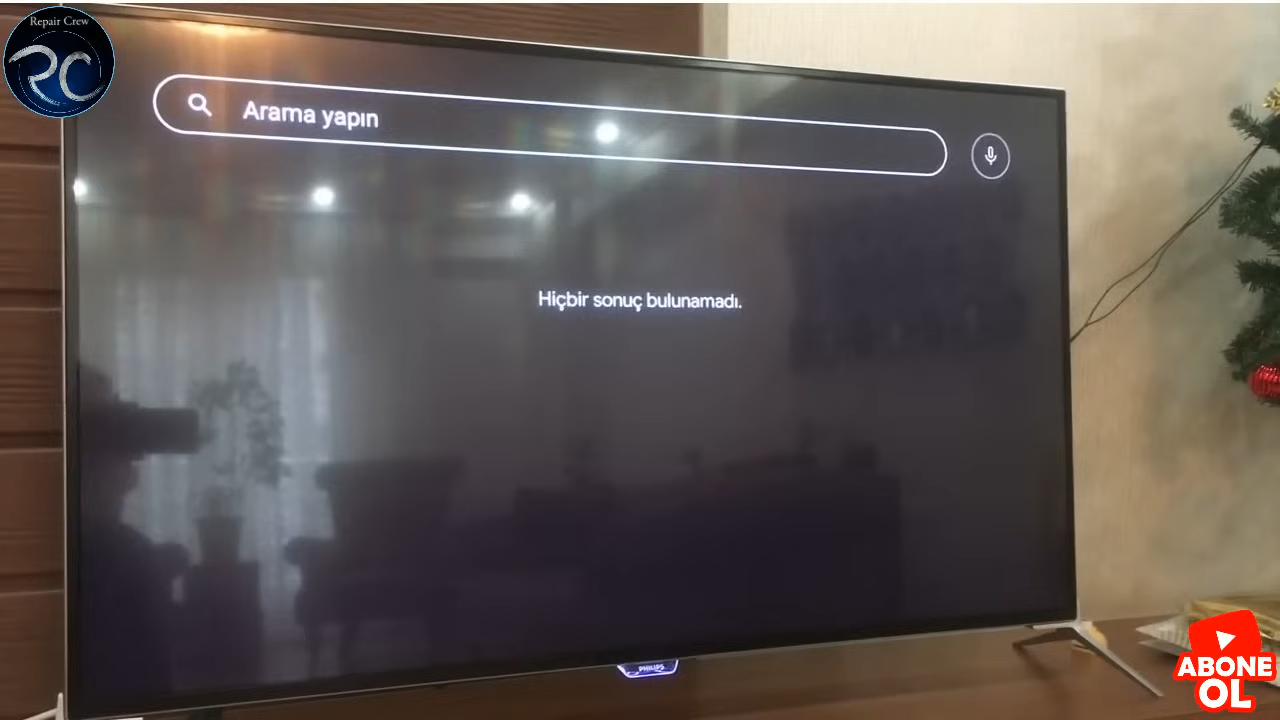 Repair Crew
RC
Arama yapın
Hiçbir sonuç bulunamadı.
PHILIPS
ABONE
OL